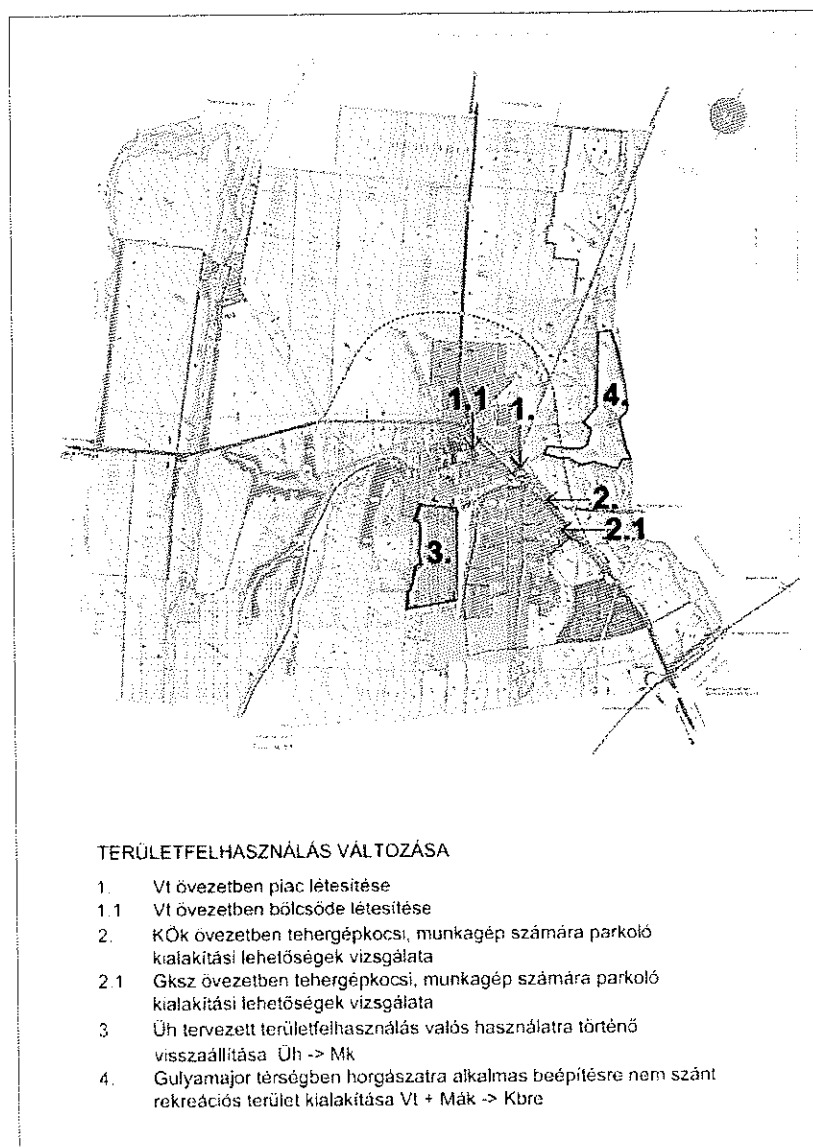 1.1
1.
4.
2.
2.1
3.
TERÜLETFELHASZNÁLÁS VÁLTOZÁSA
1. Vt övezetben piac létesítése
1.1 Vt övezetben bölcsőde létesítése
2. KÖk övezetben tehergépkocsi, munkagép számára parkoló
kialakítási lehetőségek vizsgálata
2.1 Gksz övezetben tehergépkocsi, munkagép számára parkoló
kialakítási lehetőségek vizsgálata
3 Üh tervezett területfelhasználás valós használatra történő
visszaállítása Üh -> Mk
4. Gulyamajor térségben horgászatra alkalmas beépítésre nem szánt
rekreációs terület kialakítása Vt + Mák -> Kbre